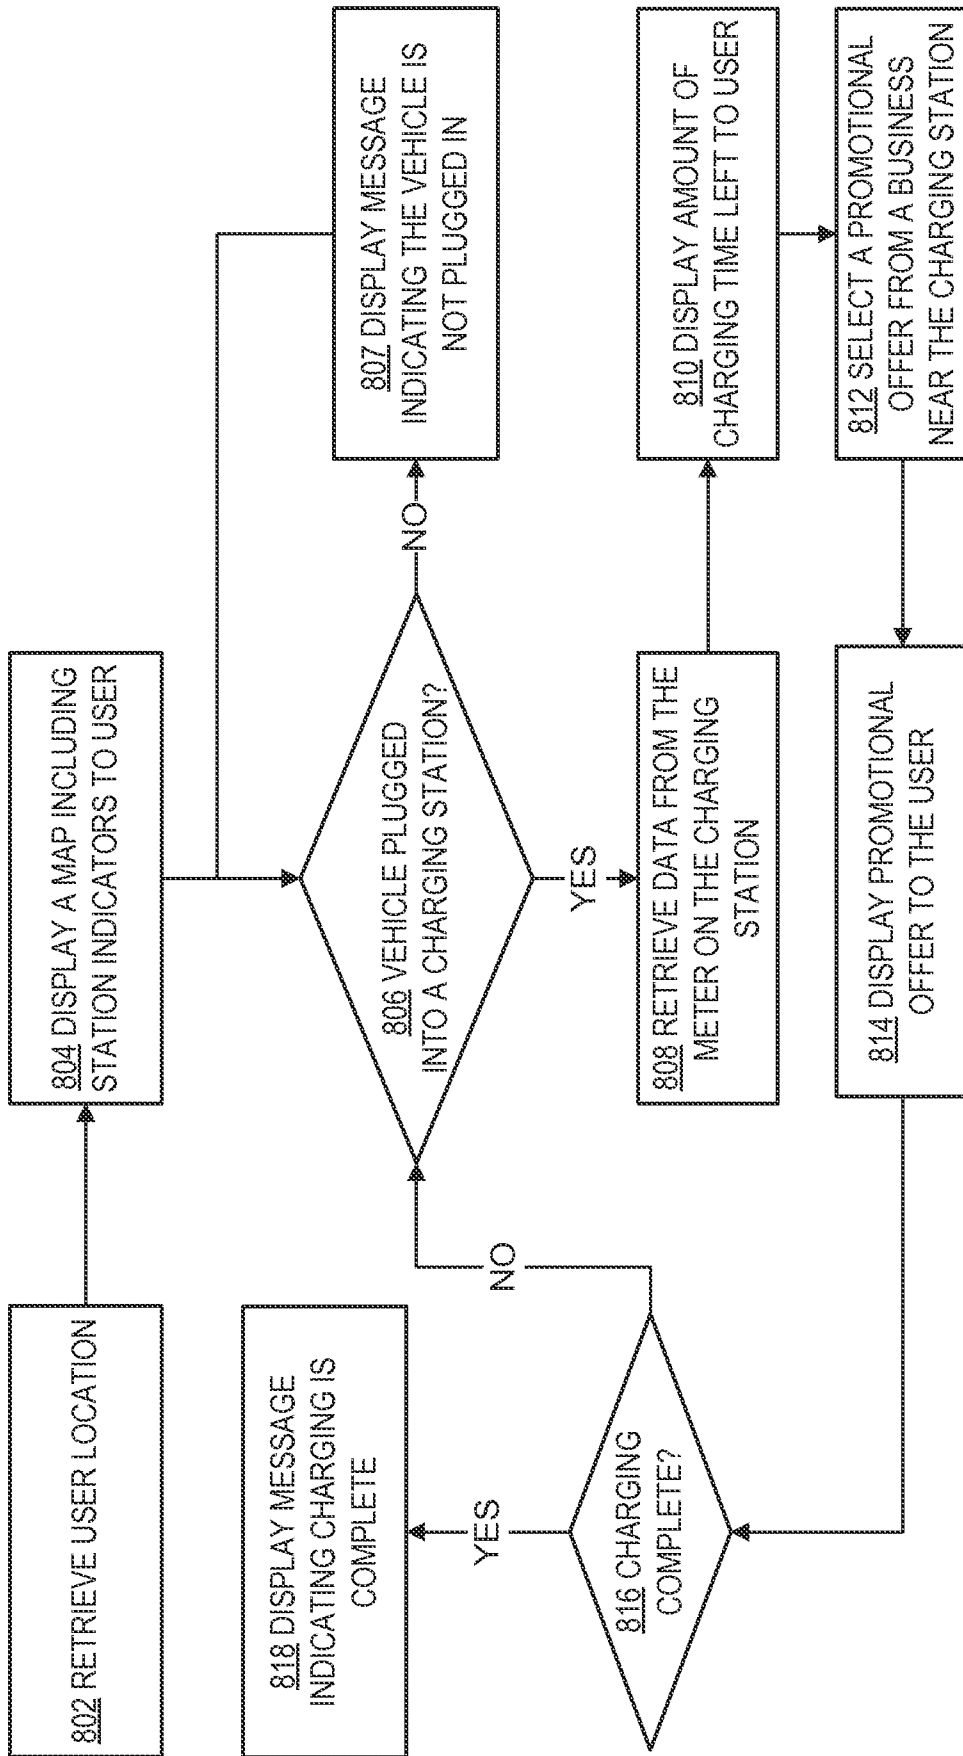 802 RETRIEVE USER LOCATION
804 DISPLAY A MAP INCLUDING
STATION INDICATORS TO USER
806 VEHICLE PLUGGED
INTO A CHARGING STATION?
NO
807 DISPLAY MESSAGE
INDICATING THE VEHICLE IS
NOT PLUGGED IN
YES
808 RETRIEVE DATA FROM THE
METER ON THE CHARGING
STATION
810 DISPLAY AMOUNT OF
CHARGING TIME LEFT TO USER
812 SELECT A PROMOTIONAL
OFFER FROM A BUSINESS
NEAR THE CHARGING STATION
814 DISPLAY PROMOTIONAL
OFFER TO THE USER
816 CHARGING
COMPLETE?
NO
YES
818 DISPLAY MESSAGE
INDICATING CHARGING IS
COMPLETE